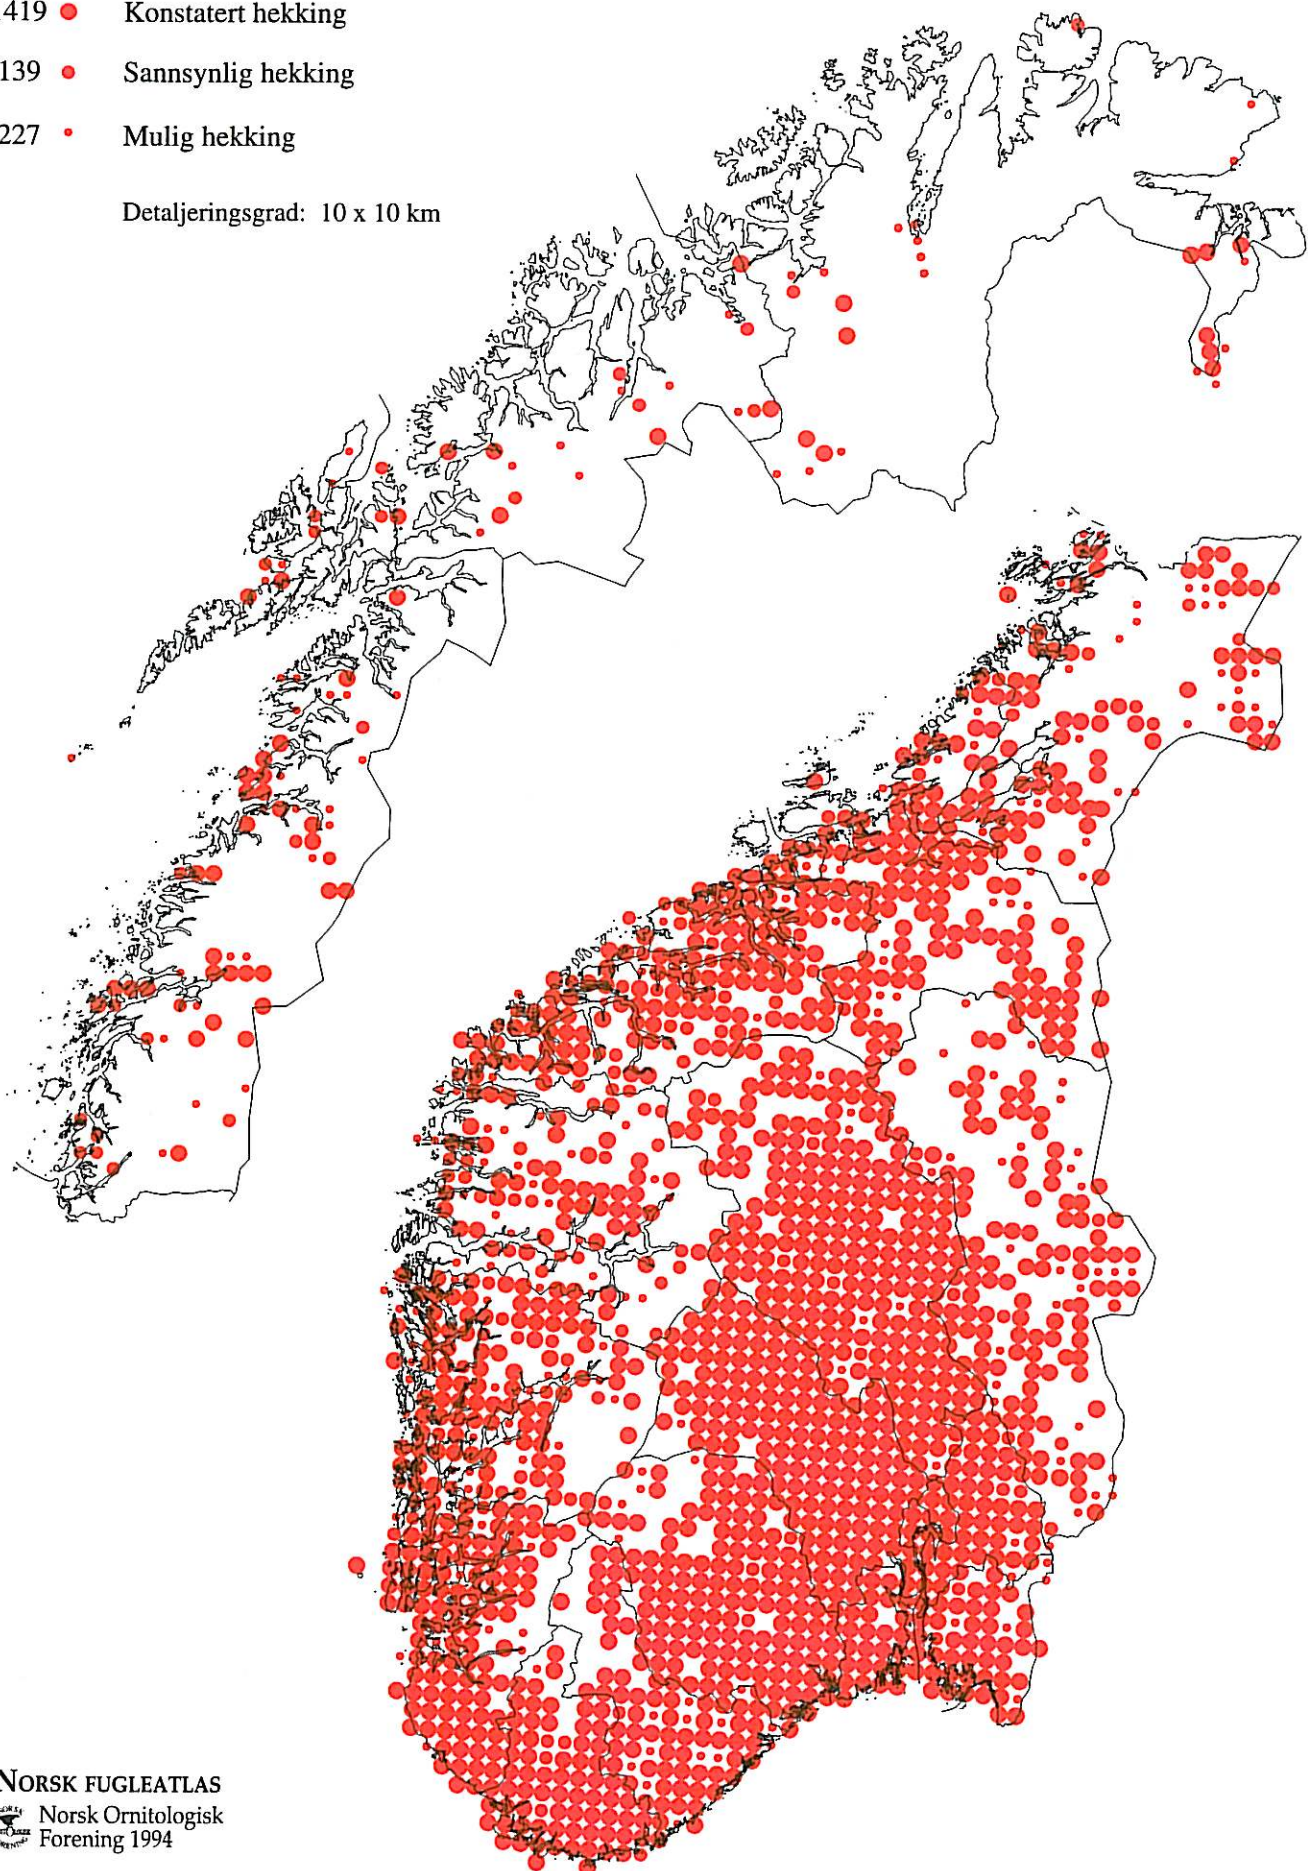 419 Konstatert hekking
139 Sannsynlig hekking
227 Mulig hekking
Detaljeringsgrad: 10 x 10 km
NORSK FUGLEATLAS
Norsk Ornitologisk
Forening 1994